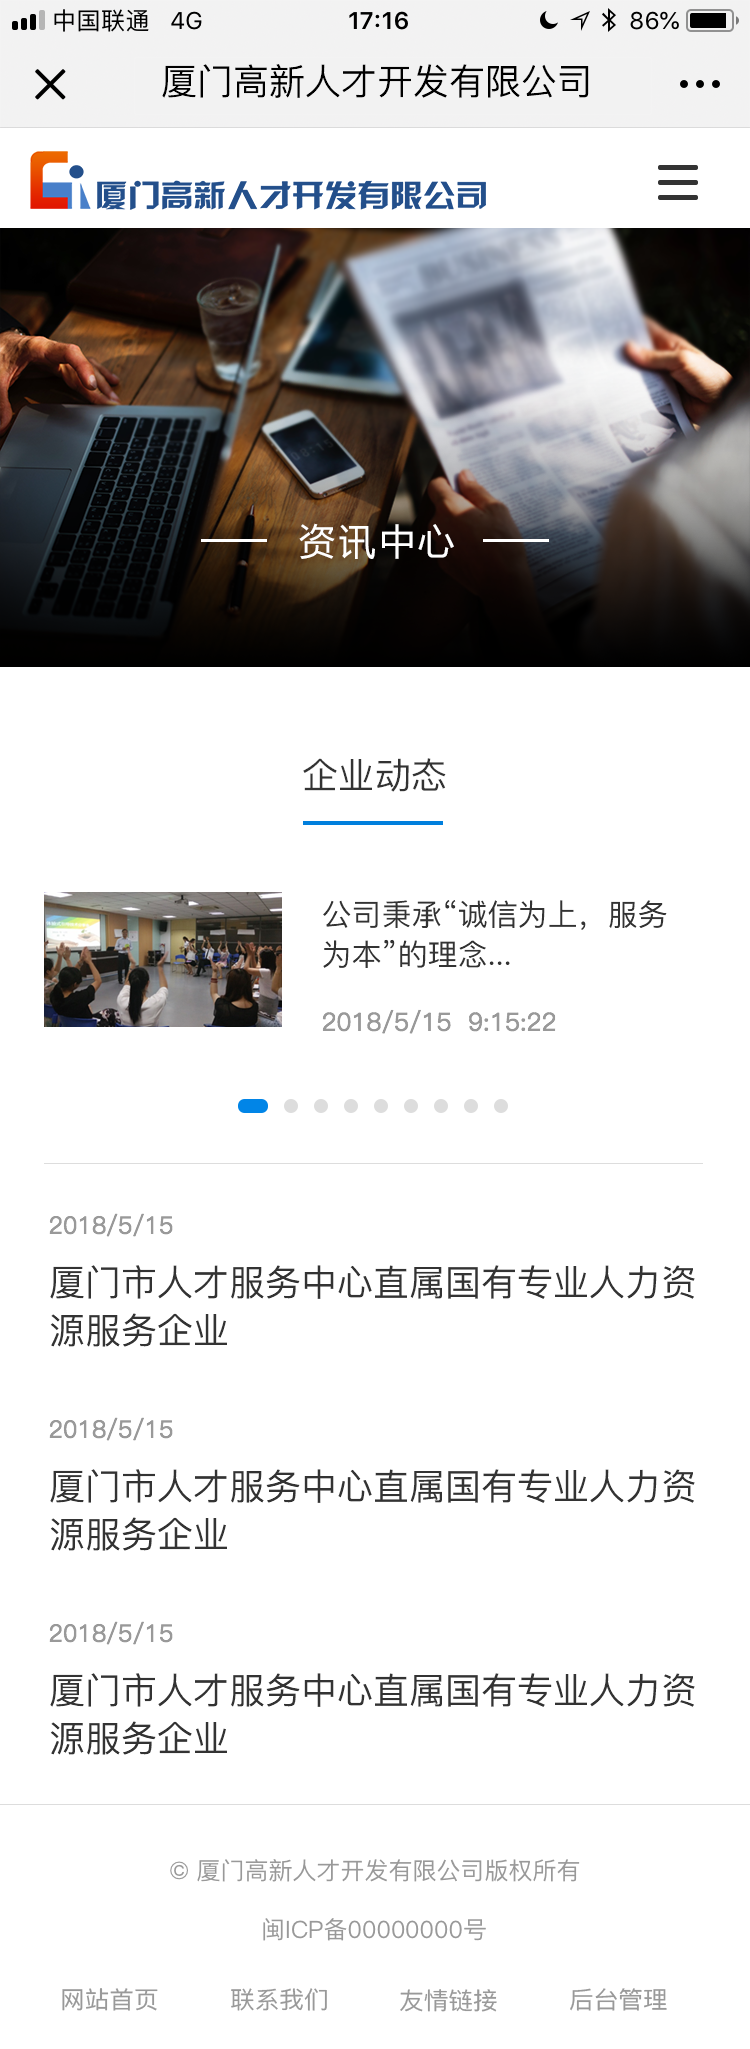 中国联通 4G 17:16 86%
厦门高新人才开发有限公司
厦门高新人才开发有限公司
BUSINESS
资讯中心
企业动态
公司秉承“诚信为上，服务
为本”的理念...
2018/5/15 9:15:22
2018/5/15
厦门市人才服务中心直属国有专业人力资
源服务企业
2018/5/15
厦门市人才服务中心直属国有专业人力资
源服务企业
2018/5/15
厦门市人才服务中心直属国有专业人力资
源服务企业
© 厦门高新人才开发有限公司版权所有
闽ICP备00000000号
网站首页 联系我们 友情链接 后台管理